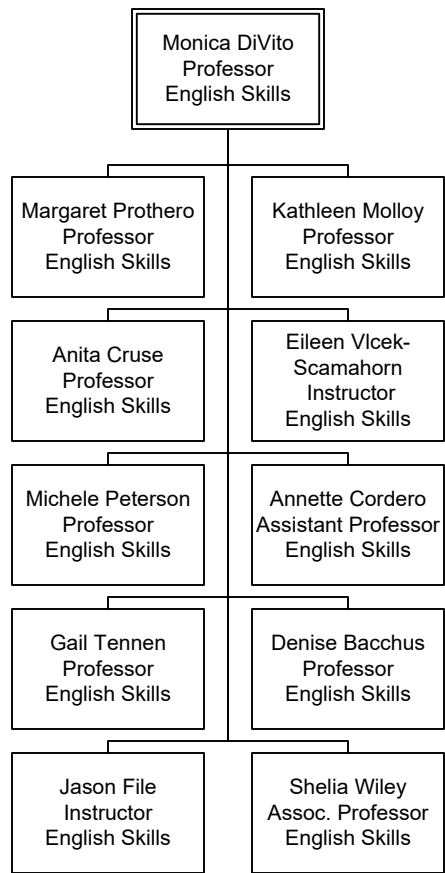 Monica DiVito
Professor
English Skills
Margaret Prothero
Professor
English Skills
Kathleen Molloy
Professor
English Skills
Anita Cruse
Professor
English Skills
Eileen Vlcek-
Scamahorn
Instructor
English Skills
Michele Peterson
Professor
English Skills
Annette Cordero
Assistant Professor
English Skills
Gail Tennen
Professor
English Skills
Denise Bacchus
Professor
English Skills
Jason File
Instructor
English Skills
Shelia Wiley
Assoc. Professor
English Skills